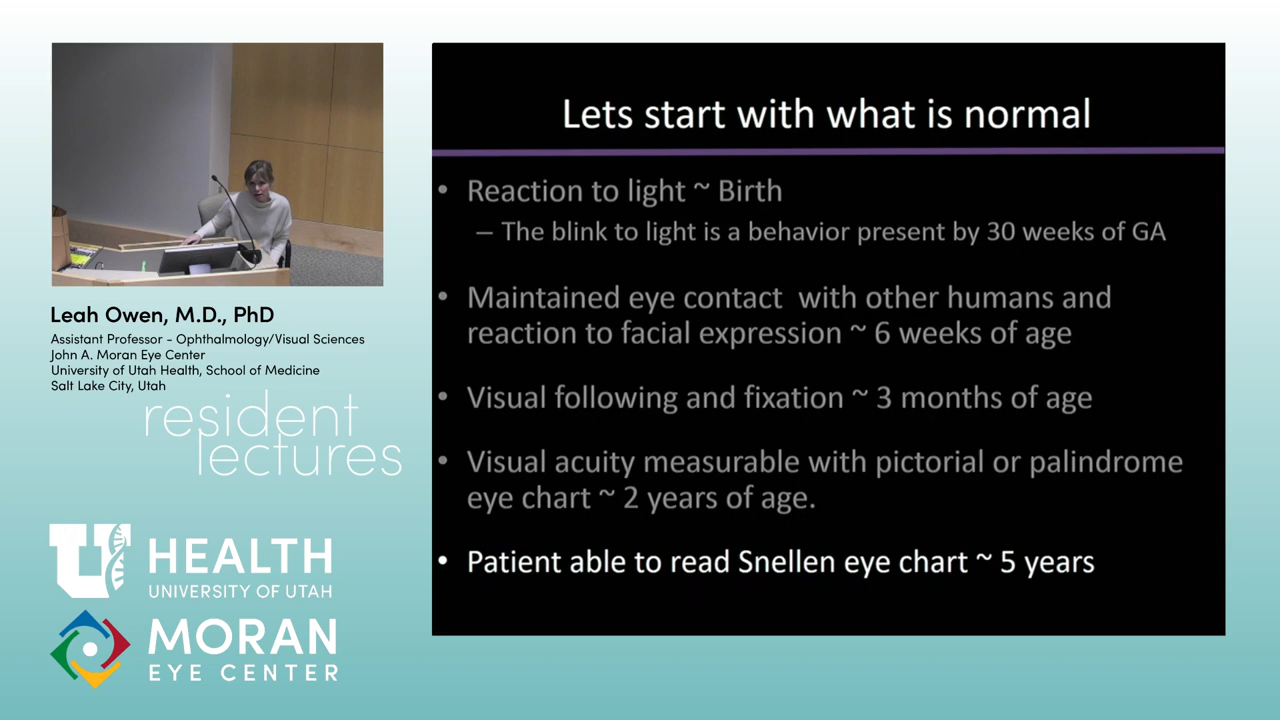 Lets start with what is normal
• Reaction to light ~ Birth
– The blink to light is a behavior present by 30 weeks of GA
• Maintained eye contact with other humans and
reaction to facial expression ~ 6 weeks of age
• Visual following and fixation ~ 3 months of age
• Visual acuity measurable with pictorial or palindrome
eye chart ~ 2 years of age.
• Patient able to read Snellen eye chart ~ 5 years
Leah Owen, M.D., PhD
Assistant Professor - Ophthalmology/Visual Sciences
John A. Moran Eye Center
University of Utah Health, School of Medicine
Salt Lake City, Utah
resident
lectures
U HEALTH
UNIVERSITY OF UTAH
MORAN
EYE CENTER